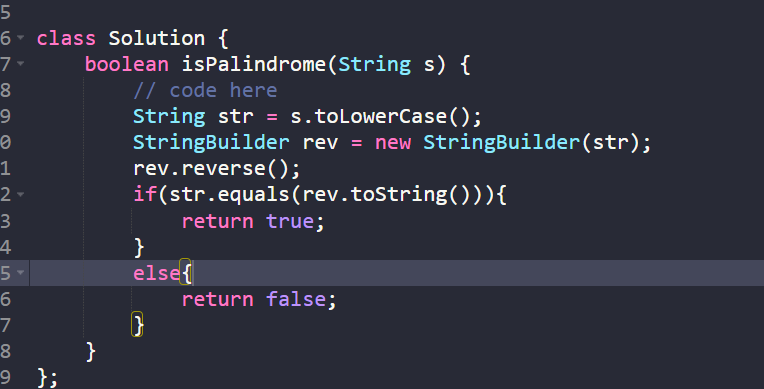 5
6 class Solution {
7     boolean isPalindrome(String s) {
8         // code here
9         String str = s.toLowerCase();
0         StringBuilder rev = new StringBuilder(str);
1         rev.reverse();
2         if(str.equals(rev.toString())){
3             return true;
4         }
5         else{
6             return false;
7         }
8     }
9 };